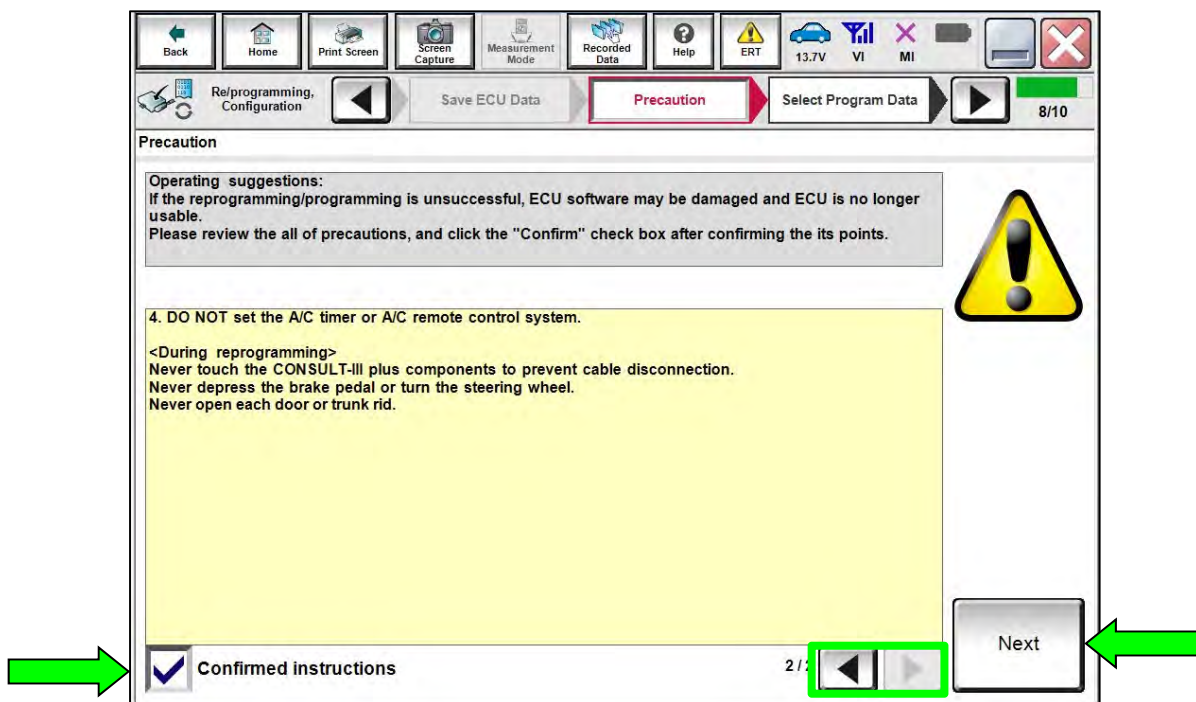 Back
Home
Print Screen
Screen
Capture
Measurement
Mode
Recorded
Data
Help
ERT
13.7V
VI
MI
Re/programming,
Configuration
Save ECU Data
Precaution
Select Program Data
8/10
Precaution
Operating suggestions:
If the reprogramming/programming is unsuccessful, ECU software may be damaged and ECU is no longer
usable.
Please review the all of precautions, and click the "Confirm" check box after confirming the its points.
4. DO NOT set the A/C timer or A/C remote control system.
<During reprogramming>
Never touch the CONSULT-III plus components to prevent cable disconnection.
Never depress the brake pedal or turn the steering wheel.
Never open each door or trunk rid.
Confirmed instructions
2/2
Next